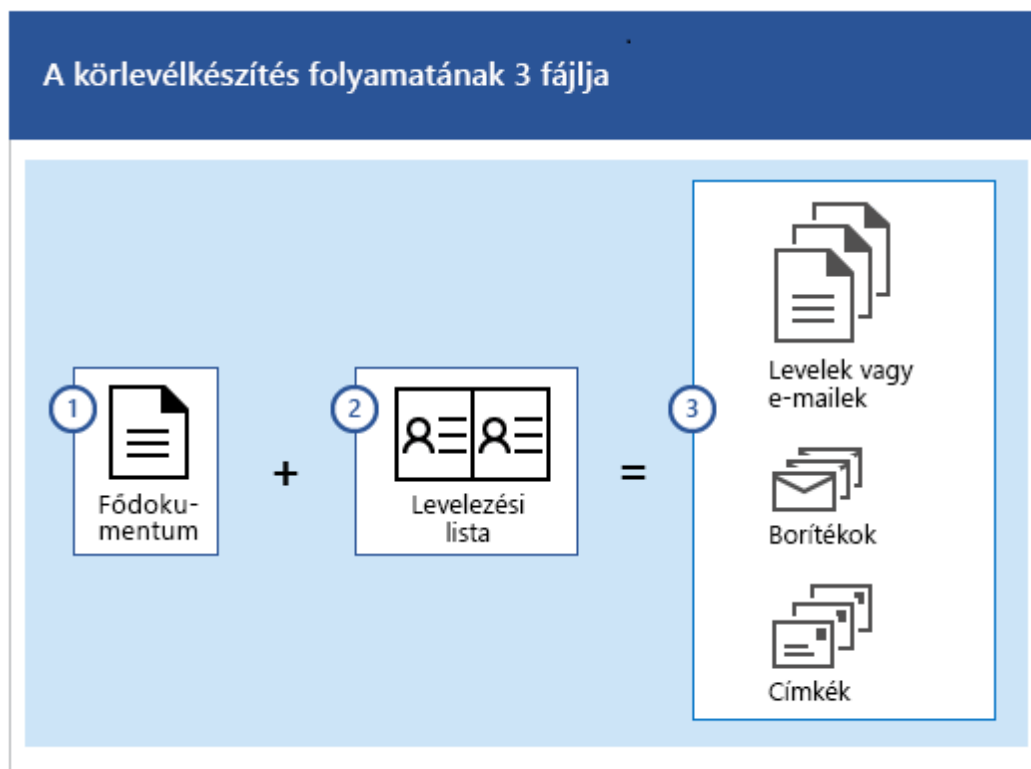 A körlevélkészítés folyamatának 3 fájlja
1
Fődoku-
mentum
+
2
Levelezési
lista
=
3
Levelek vagy
e-mailek
Borítékok
Címkék